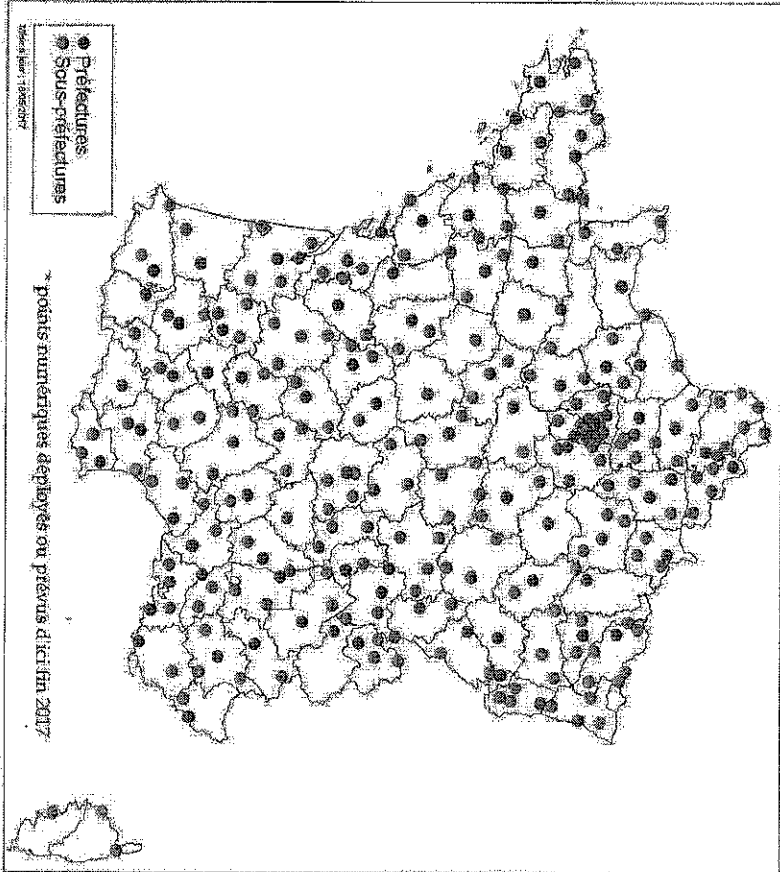 Préfectures
Sous-préfectures
* points numériques déployés ou prévus d'ici fin 2017